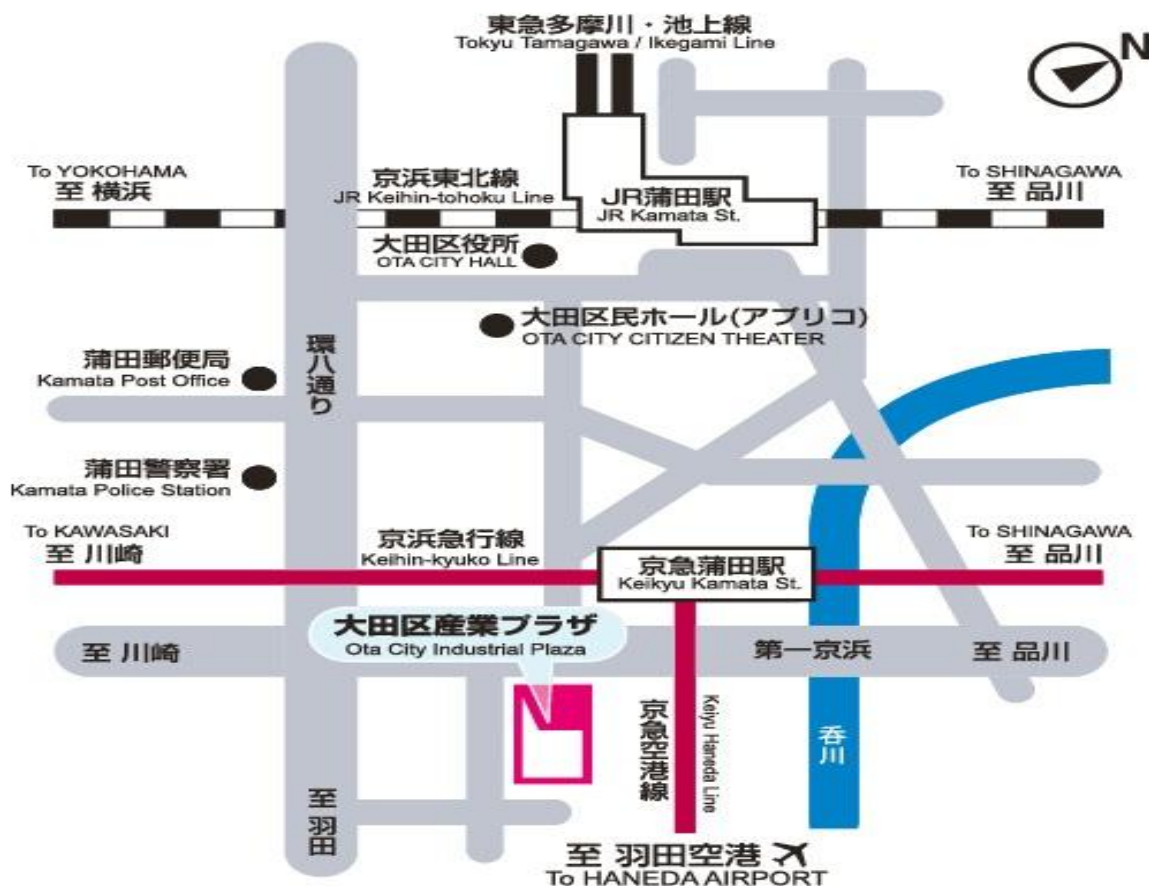 東急多摩川・池上線
Tokyu Tamagawa / Ikegami Line
N
To YOKOHAMA
至 横浜
京浜東北線
JR Keihin-tohoku Line
JR蒲田駅
JR Kamata St.
To SHINAGAWA
至 品川
大田区役所
OTA CITY HALL
大田区民ホール(アプリコ)
OTA CITY CITIZEN THEATER
環八通り
蒲田郵便局
Kamata Post Office
蒲田警察署
Kamata Police Station
To KAWASAKI
至 川崎
京浜急行線
Keihin-kyuko Line
京急蒲田駅
Keikyu Kamata St.
To SHINAGAWA
至 品川
大田区産業プラザ
Ota City Industrial Plaza
至 川崎
第一京浜
至 品川
京急空港線
Keiyu Haneda Line
呑川
至 羽田
至 羽田空港
To HANEDA AIRPORT